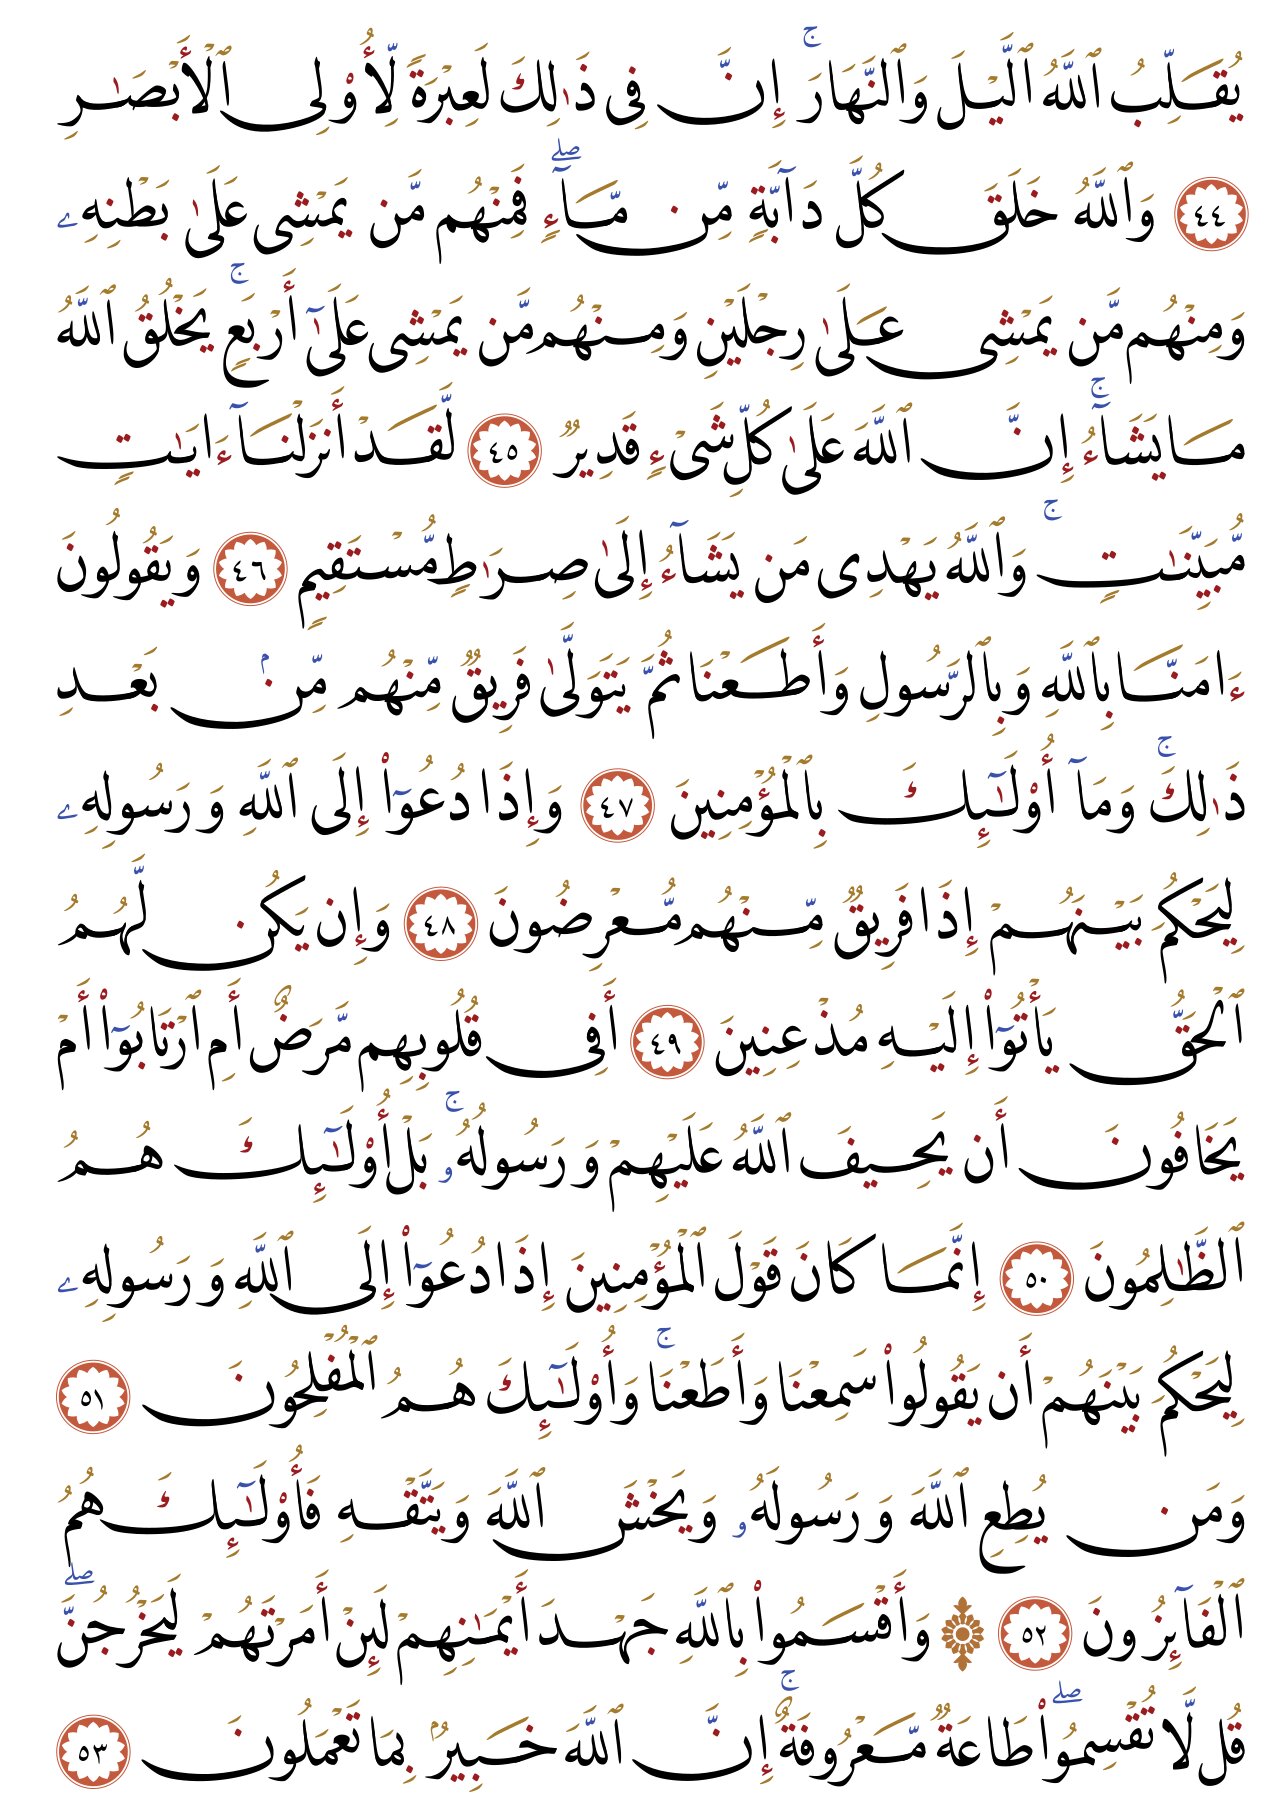 يُقَلِّبُ ٱللَّهُ ٱلَّيْلَ وَٱلنَّهَارَۚ إِنَّ فِى ذَٰلِكَ لَعِبْرَةً لِّأُو۟لِى ٱلْأَبْصَٰرِ
٤٤ وَٱللَّهُ خَلَقَ كُلَّ دَآبَّةٍ مِّن مَّآءٍۖ فَمِنْهُم مَّن يَمْشِى عَلَىٰ بَطْنِهِۦ
وَمِنْهُم مَّن يَمْشِى عَلَىٰ رِجْلَيْنِ وَمِنْهُم مَّن يَمْشِى عَلَىٰٓ أَرْبَعٍۚ يَخْلُقُ ٱللَّهُ
مَا يَشَآءُۚ إِنَّ ٱللَّهَ عَلَىٰ كُلِّ شَىْءٍ قَدِيرٌ ٤٥ لَّقَدْ أَنزَلْنَآ ءَايَٰتٍ
مُّبَيِّنَٰتٍۚ وَٱللَّهُ يَهْدِى مَن يَشَآءُ إِلَىٰ صِرَٰطٍ مُّسْتَقِيمٍ ٤٦ وَيَقُولُونَ
ءَامَنَّا بِٱللَّهِ وَبِٱلرَّسُولِ وَأَطَعْنَا ثُمَّ يَتَوَلَّىٰ فَرِيقٌ مِّنْهُم مِّنۢ بَعْدِ
ذَٰلِكَۚ وَمَآ أُو۟لَٰٓئِكَ بِٱلْمُؤْمِنِينَ ٤٧ وَإِذَا دُعُوٓا۟ إِلَى ٱللَّهِ وَرَسُولِهِۦ
لِيَحْكُمَ بَيْنَهُمْ إِذَا فَرِيقٌ مِّنْهُم مُّعْرِضُونَ ٤٨ وَإِن يَكُن لَّهُمُ
ٱلْحَقُّ يَأْتُوٓا۟ إِلَيْهِ مُذْعِنِينَ ٤٩ أَفِى قُلُوبِهِم مَّرَضٌ أَمِ ٱرْتَابُوٓا۟ أَمْ
يَخَافُونَ أَن يَحِيفَ ٱللَّهُ عَلَيْهِمْ وَرَسُولُهُۥۚ بَلْ أُو۟لَٰٓئِكَ هُمُ
ٱلظَّٰلِمُونَ ٥٠ إِنَّمَا كَانَ قَوْلَ ٱلْمُؤْمِنِينَ إِذَا دُعُوٓا۟ إِلَى ٱللَّهِ وَرَسُولِهِۦ
لِيَحْكُمَ بَيْنَهُمْ أَن يَقُولُوا۟ سَمِعْنَا وَأَطَعْنَاۚ وَأُو۟لَٰٓئِكَ هُمُ ٱلْمُفْلِحُونَ ٥١
وَمَن يُطِعِ ٱللَّهَ وَرَسُولَهُۥ وَيَخْشَ ٱللَّهَ وَيَتَّقْهِ فَأُو۟لَٰٓئِكَ هُمُ
ٱلْفَآئِزُونَ ٥٢ ۞ وَأَقْسَمُوا۟ بِٱللَّهِ جَهْدَ أَيْمَٰنِهِمْ لَئِنْ أَمَرْتَهُمْ لَيَخْرُجُنَّۖ
قُل لَّا تُقْسِمُوا۟ۖ طَاعَةٌ مَّعْرُوفَةٌۚ إِنَّ ٱللَّهَ خَبِيرٌۢ بِمَا تَعْمَلُونَ ٥٣